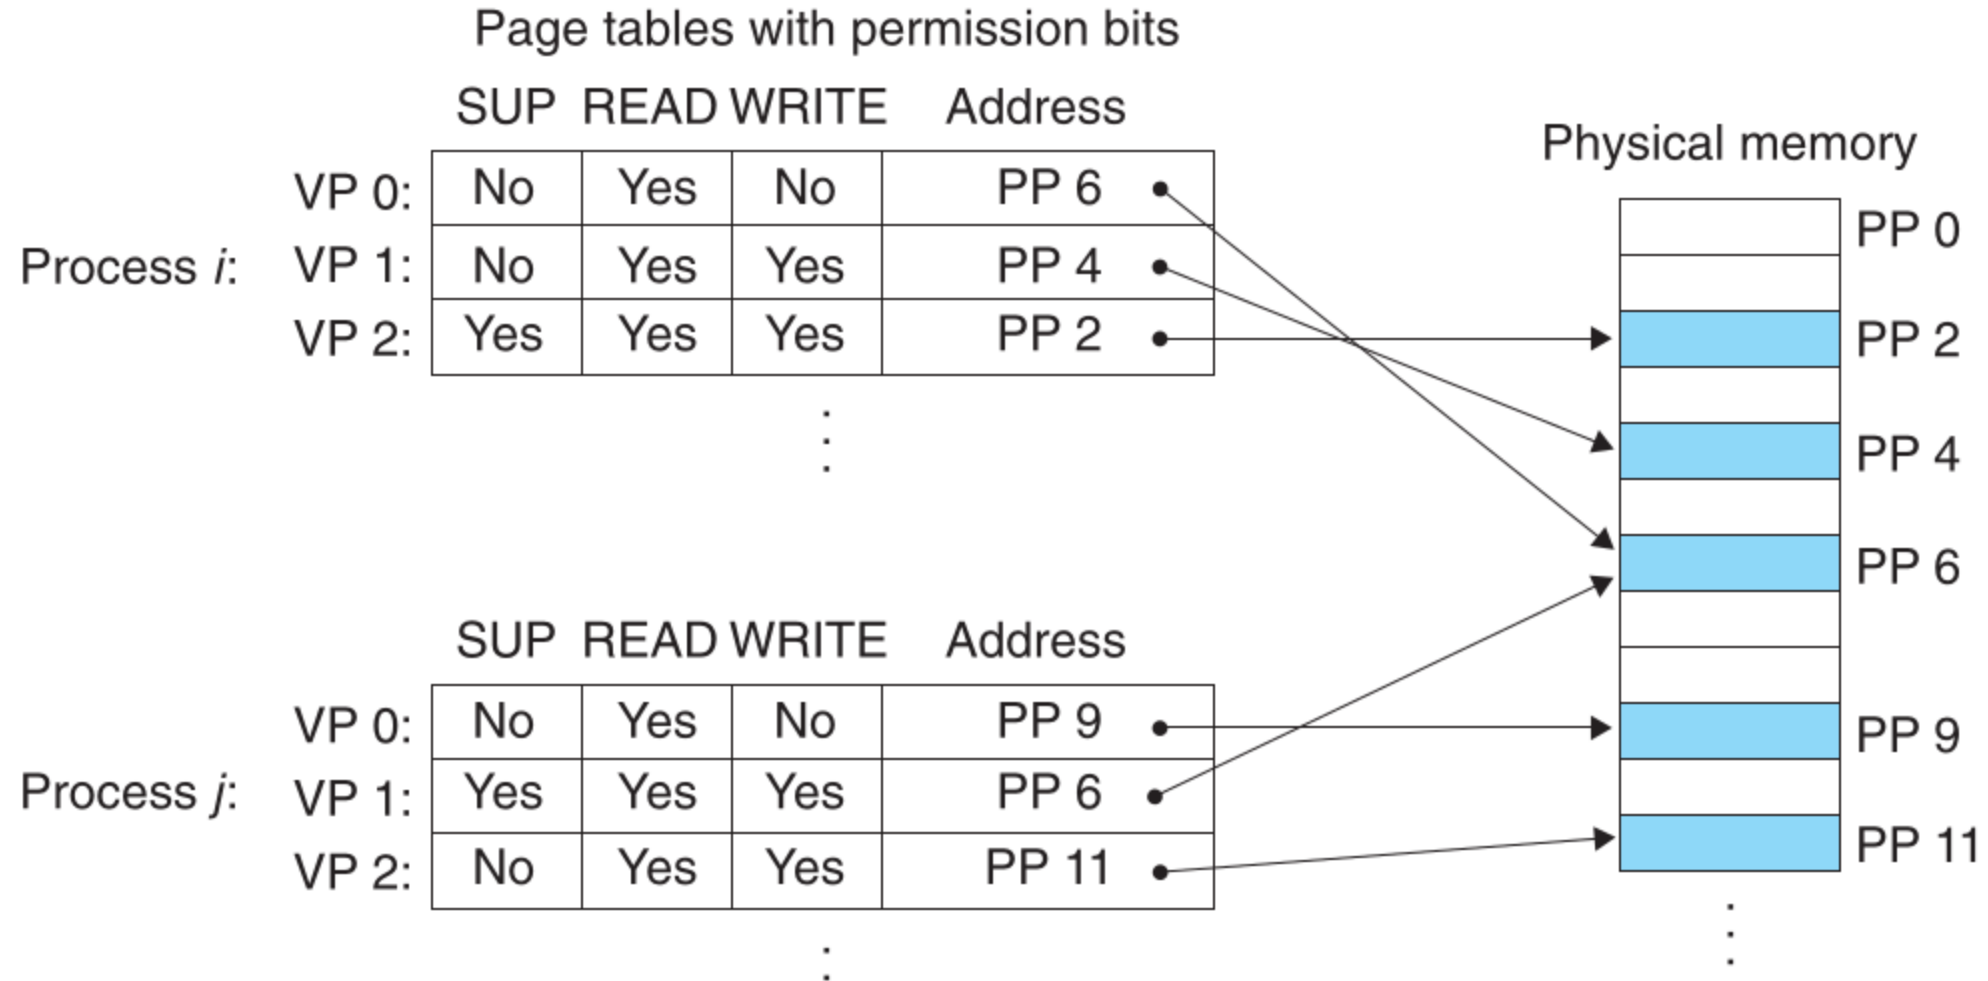 Page tables with permission bits
SUP READ WRITE Address
VP 0: No Yes No PP 6
Process i: VP 1: No Yes Yes PP 4
VP 2: Yes Yes Yes PP 2
SUP READ WRITE Address
VP 0: No Yes No PP 9
Process j: VP 1: Yes Yes Yes PP 6
VP 2: No Yes Yes PP 11
Physical memory
PP 0
PP 2
PP 4
PP 6
PP 9
PP 11